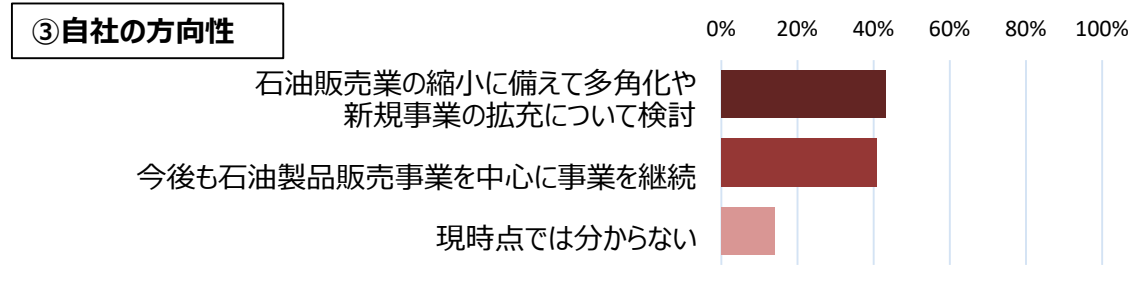 ③自社の方向性
0% 20% 40% 60% 80% 100%
石油販売業の縮小に備えて多角化や
新規事業の拡充について検討
今後も石油製品販売事業を中心に事業を継続
現時点では分からない